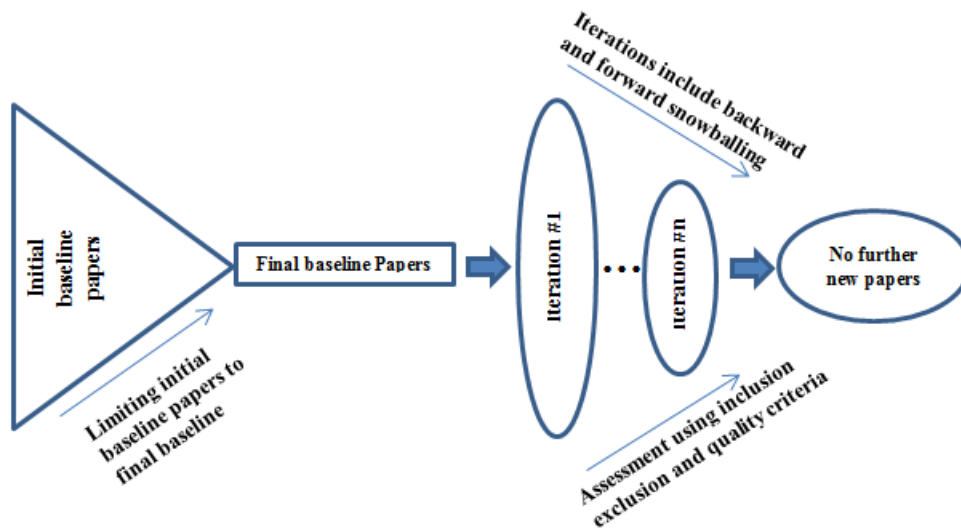 Initial
baseline
papers
Limiting initial
baseline papers to
final baseline
Final baseline Papers
Iteration #1
Iterations include backward
and forward snowballing
Iteration #n
Assessment using inclusion
exclusion and quality criteria
No further
new papers